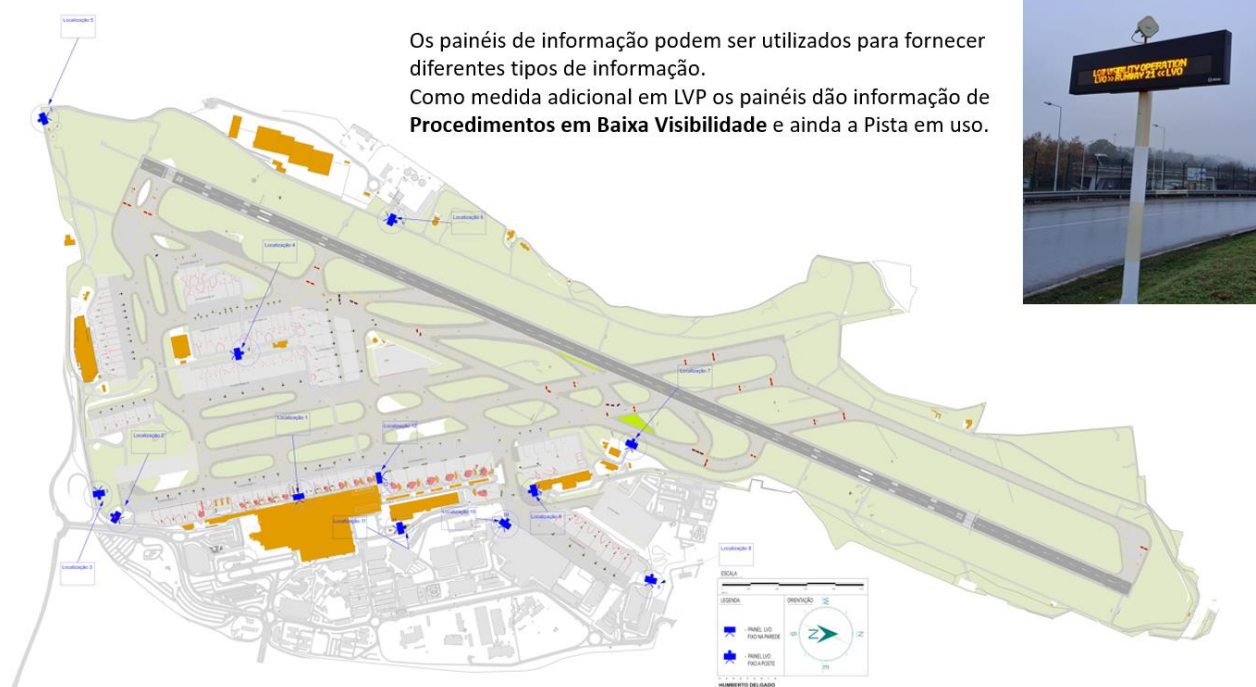 Localização 5
Os painéis de informação podem ser utilizados para fornecer
diferentes tipos de informação.
Como medida adicional em LVP os painéis dão informação de
Procedimentos em Baixa Visibilidade e ainda a Pista em uso.
LOW VISIBILITY OPERATION
LVO >> RUNWAY 21 << LVO
Localização 6
Localização 4
Localização 7
Localização 1
Localização 12
Localização 2
Localização 11
Localização 10
Localização 3
Localização 8
ESCALA
LEGENDA
ORIENTAÇÃO
- PAINEL LVO
FIXO NA PAREDE
- PAINEL LVO
FIXO A POSTE
W
S
N
N
E
HUMBERTO DELGADO